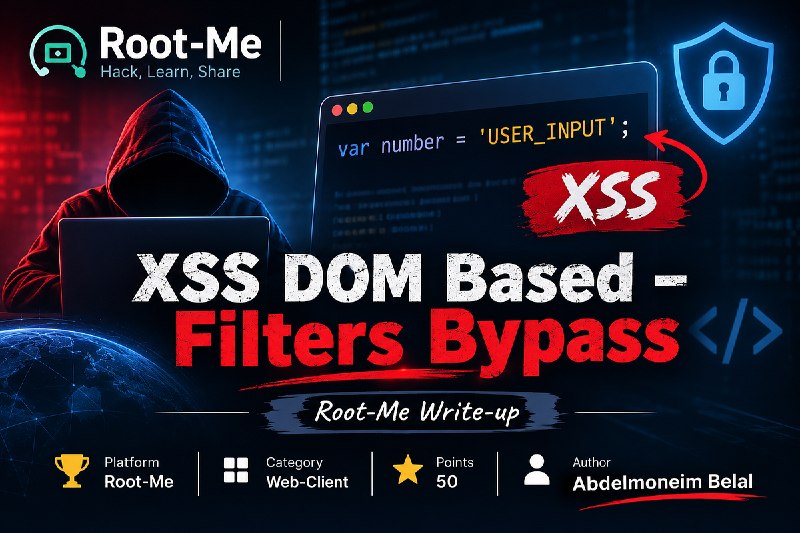 Root-Me
Hack, Learn, Share
var number = 'USER_INPUT';
XSS
XSS DOM Based –
Filters Bypass
</>
Root-Me Write-up
Platform
Root-Me
Category
Web-Client
Points
50
Author
Abdelmoneim Belal